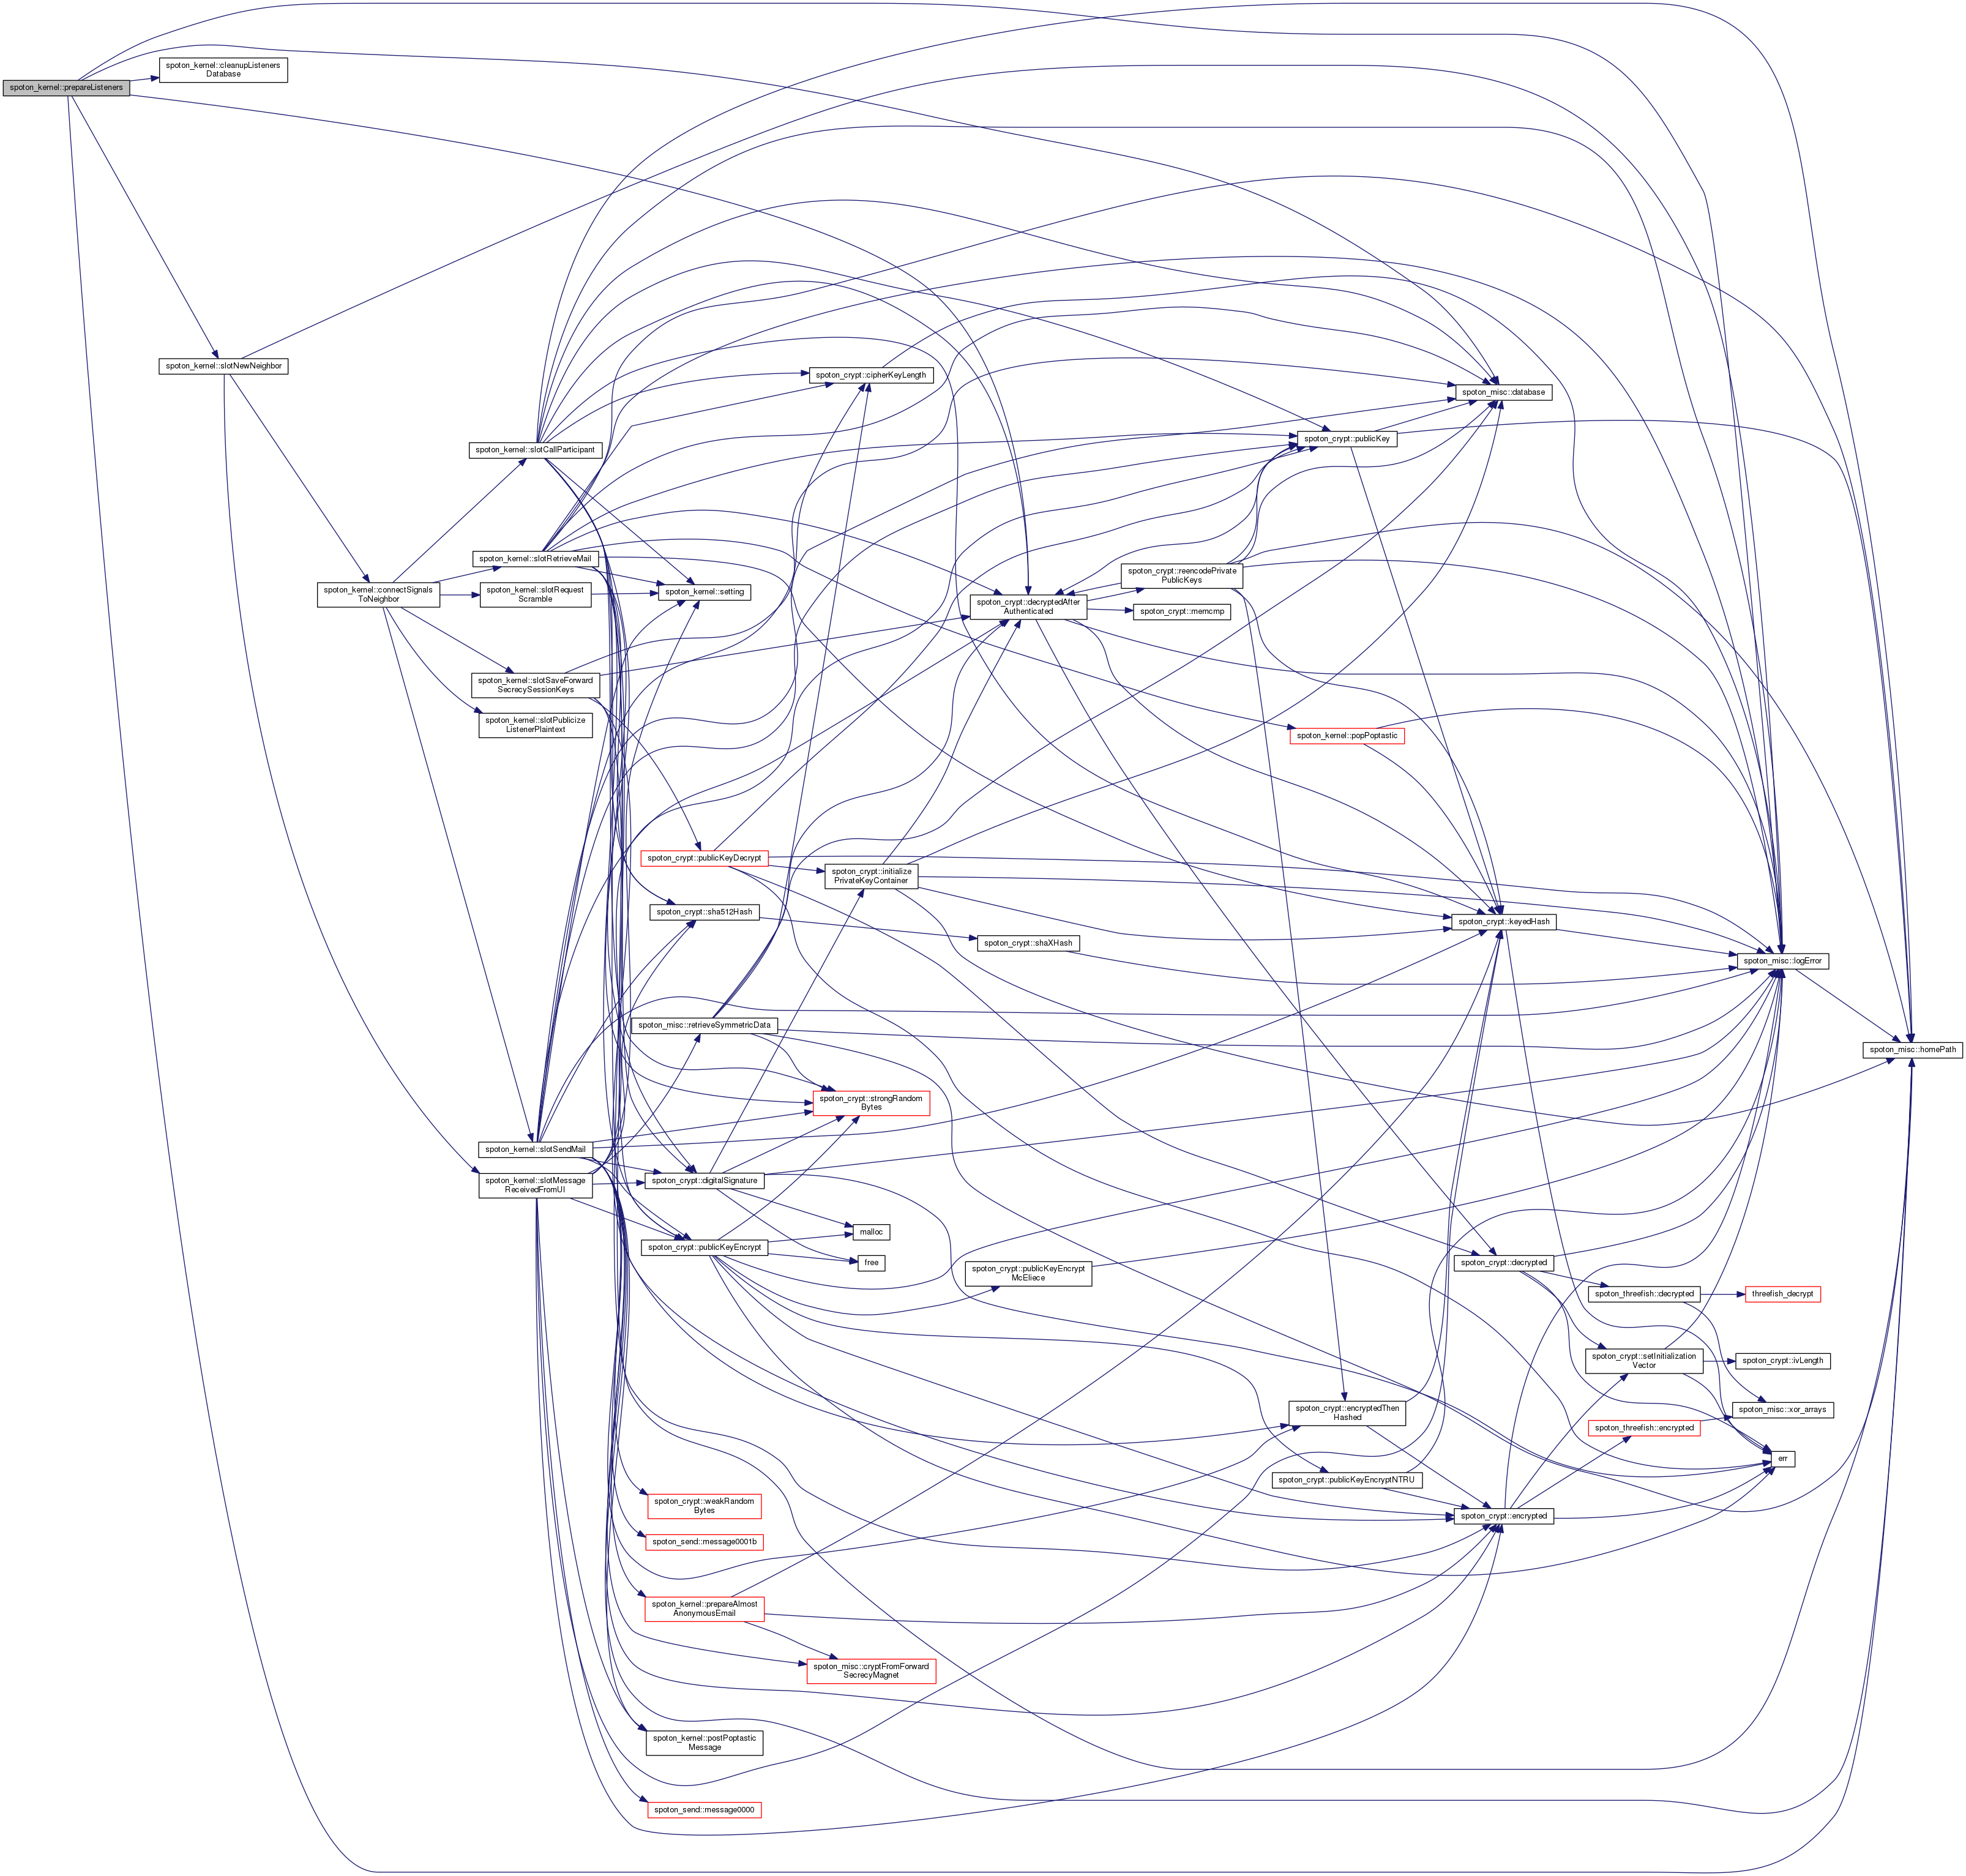 spoton_kernel::prepareListeners
spoton_kernel::cleanupListeners
Database
spoton_kernel::slotNewNeighbor
spoton_kernel::connectSignals
ToNeighbor
spoton_kernel::slotCallParticipant
spoton_kernel::slotRetrieveMail
spoton_kernel::slotRequest
Scramble
spoton_kernel::slotSaveForward
SecrecySessionKeys
spoton_kernel::slotPublicize
ListenerPlaintext
spoton_kernel::slotSendMail
spoton_kernel::slotMessage
ReceivedFromUI
spoton_kernel::setting
spoton_crypt::publicKeyDecrypt
spoton_crypt::sha512Hash
spoton_misc::retrieveSymmetricData
spoton_crypt::digitalSignature
spoton_crypt::publicKeyEncrypt
spoton_crypt::weakRandom
Bytes
spoton_send::message0001b
spoton_kernel::prepareAlmost
AnonymousEmail
spoton_kernel::postPoptastic
Message
spoton_send::message0000
spoton_crypt::cipherKeyLength
spoton_crypt::initialize
PrivateKeyContainer
spoton_crypt::strongRandom
Bytes
malloc
free
spoton_misc::cryptFromForward
SecrecyMagnet
spoton_crypt::decryptedAfter
Authenticated
spoton_crypt::shaXHash
spoton_crypt::publicKeyEncrypt
McEliece
spoton_crypt::reencodePrivate
PublicKeys
spoton_crypt::memcmp
spoton_crypt::publicKey
spoton_kernel::popPoptastic
spoton_crypt::encryptedThen
Hashed
spoton_crypt::publicKeyEncryptNTRU
spoton_misc::database
spoton_crypt::keyedHash
spoton_crypt::decrypted
spoton_crypt::encrypted
spoton_threefish::decrypted
spoton_crypt::setInitialization
Vector
spoton_threefish::encrypted
spoton_misc::logError
threefish_decrypt
spoton_crypt::ivLength
spoton_misc::xor_arrays
err
spoton_misc::homePath